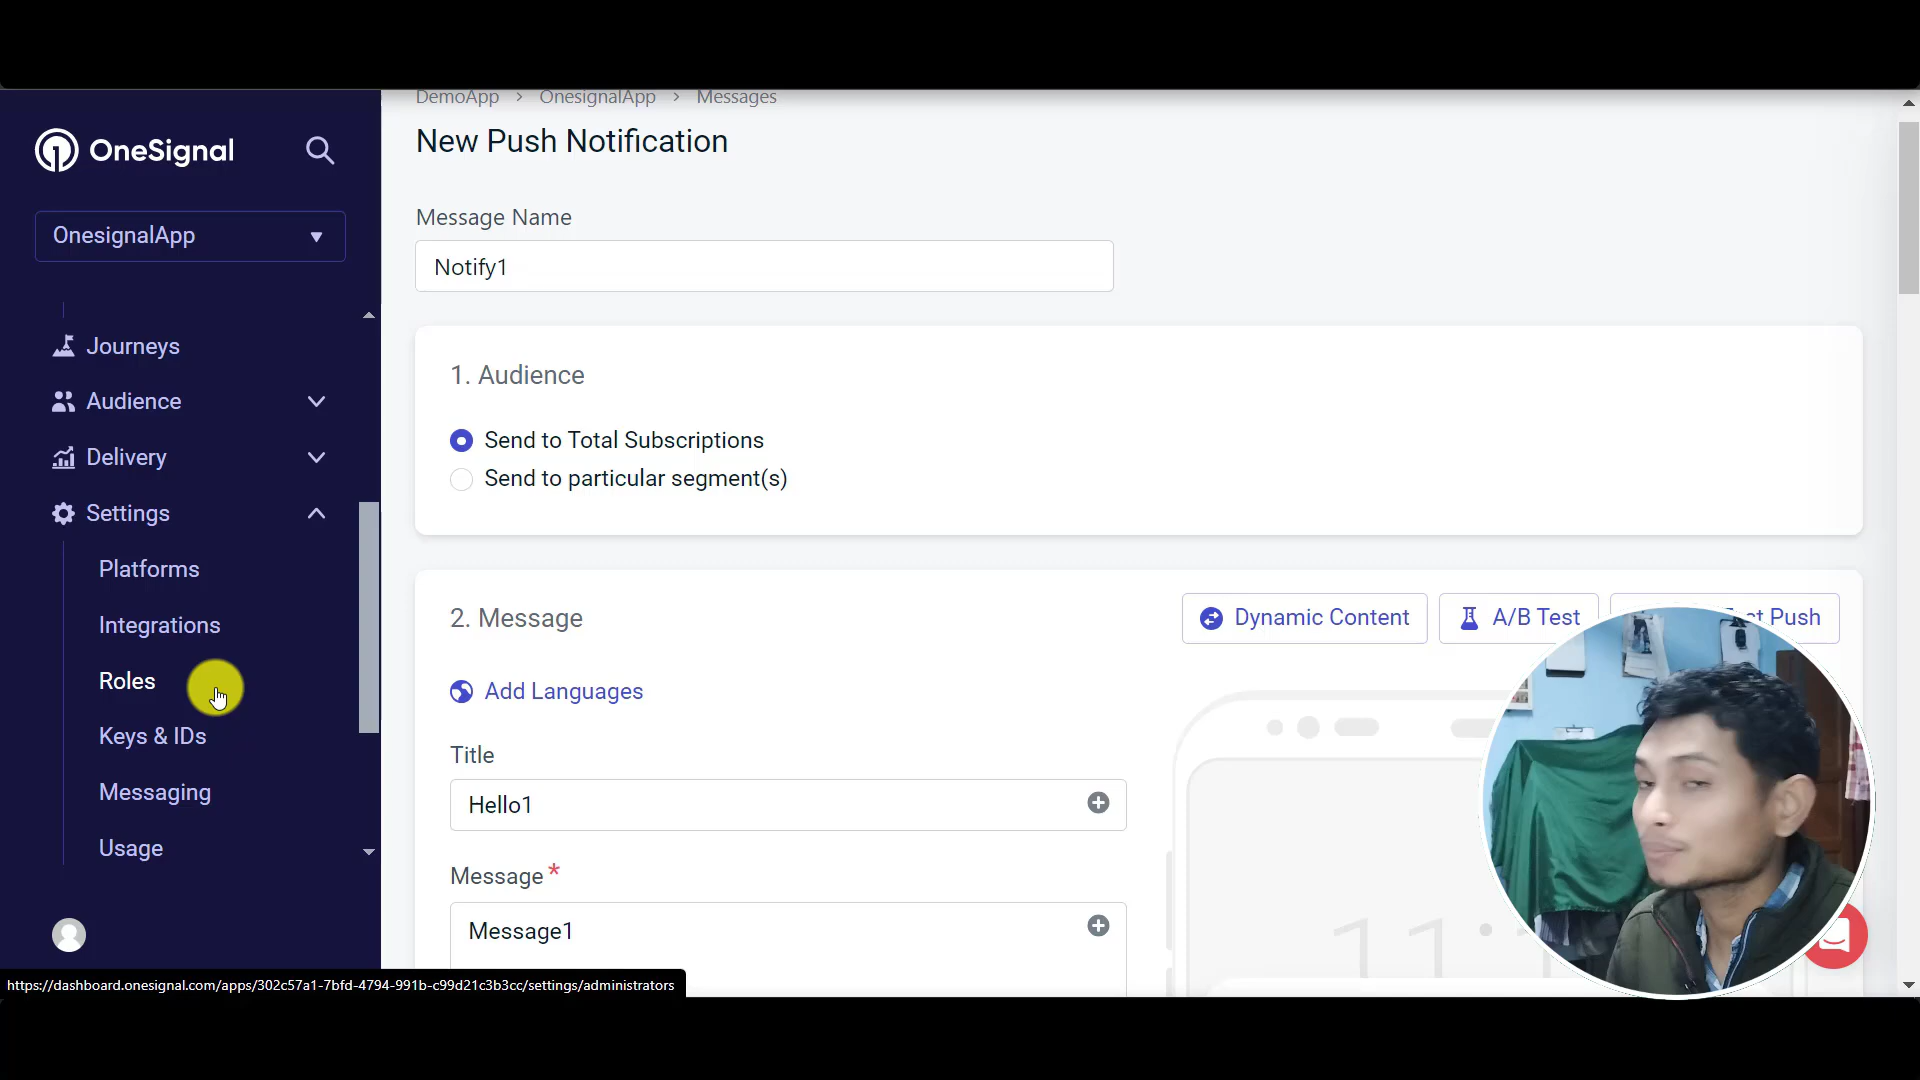 OneSignal
OnesignalApp
Journeys
Audience
Delivery
Settings
Platforms
Integrations
Roles
Keys & IDs
Messaging
Usage
DemoApp > OnesignalApp > Messages
New Push Notification
Message Name
Notify1
1. Audience
Send to Total Subscriptions
Send to particular segment(s)
2. Message
Dynamic Content
A/B Test
Push
Add Languages
Title
Hello1
Message *
Message1
https://dashboard.onesignal.com/apps/302c57a1-7bfd-4794-991b-c99d21c3b3cc/settings/administrators